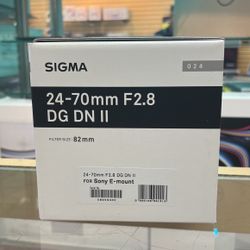 SIGMA
024
24-70mm F2.8
DG DN II
FILTER SIZE: 82mm
24-70mm F2.8 DG DN II
FOR Sony E-mount